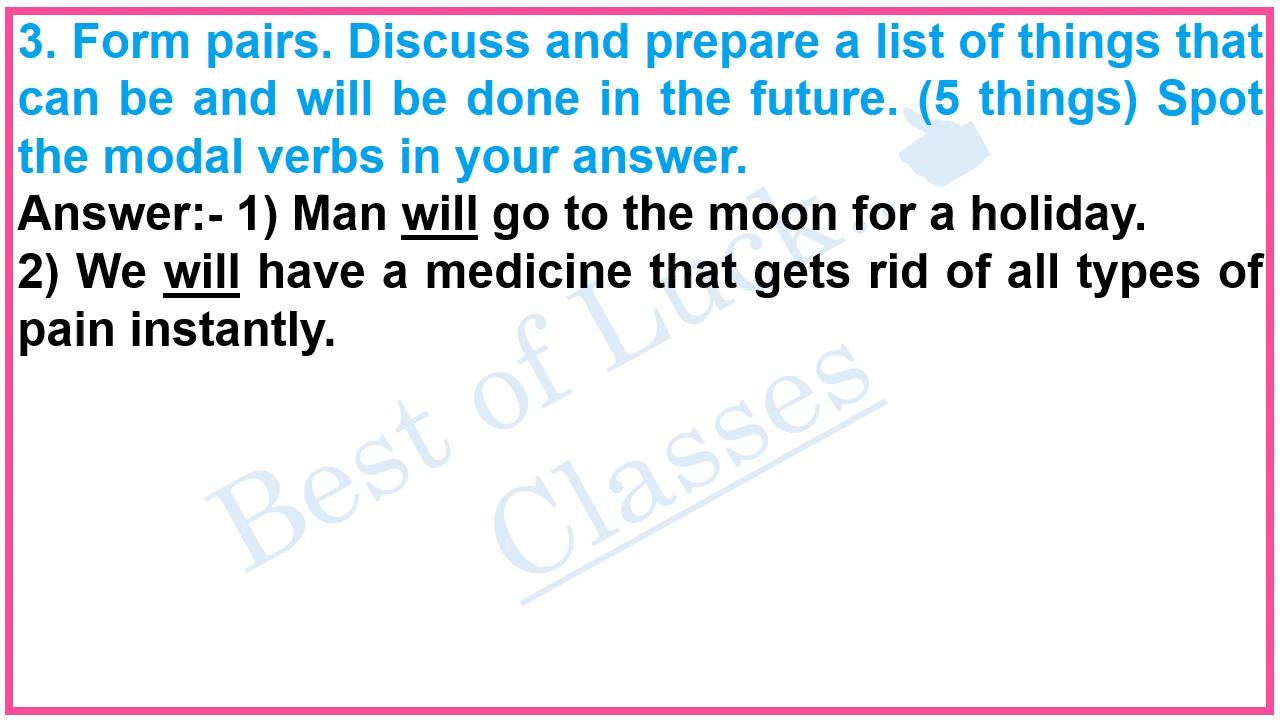 3. Form pairs. Discuss and prepare a list of things that
can be and will be done in the future. (5 things) Spot
the modal verbs in your answer.
Answer:- 1) Man will go to the moon for a holiday.
2) We will have a medicine that gets rid of all types of
pain instantly.
Best of Luck.
Classes